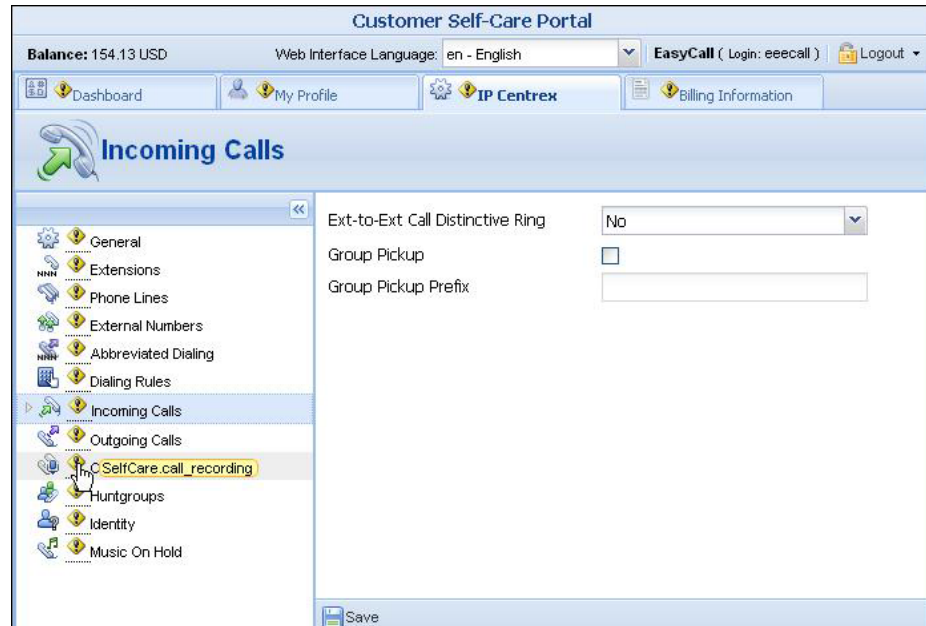 Customer Self-Care Portal
Balance: 154.13 USD Web Interface Language: en - English EasyCall ( Login: eeecall ) Logout
Dashboard My Profile IP Centrex Billing Information
Incoming Calls
General
Extensions
Phone Lines
External Numbers
Abbreviated Dialing
Dialing Rules
Incoming Calls
Outgoing Calls
SelfCare.call_recording
Huntgroups
Identity
Music On Hold
Ext-to-Ext Call Distinctive Ring No
Group Pickup
Group Pickup Prefix
Save